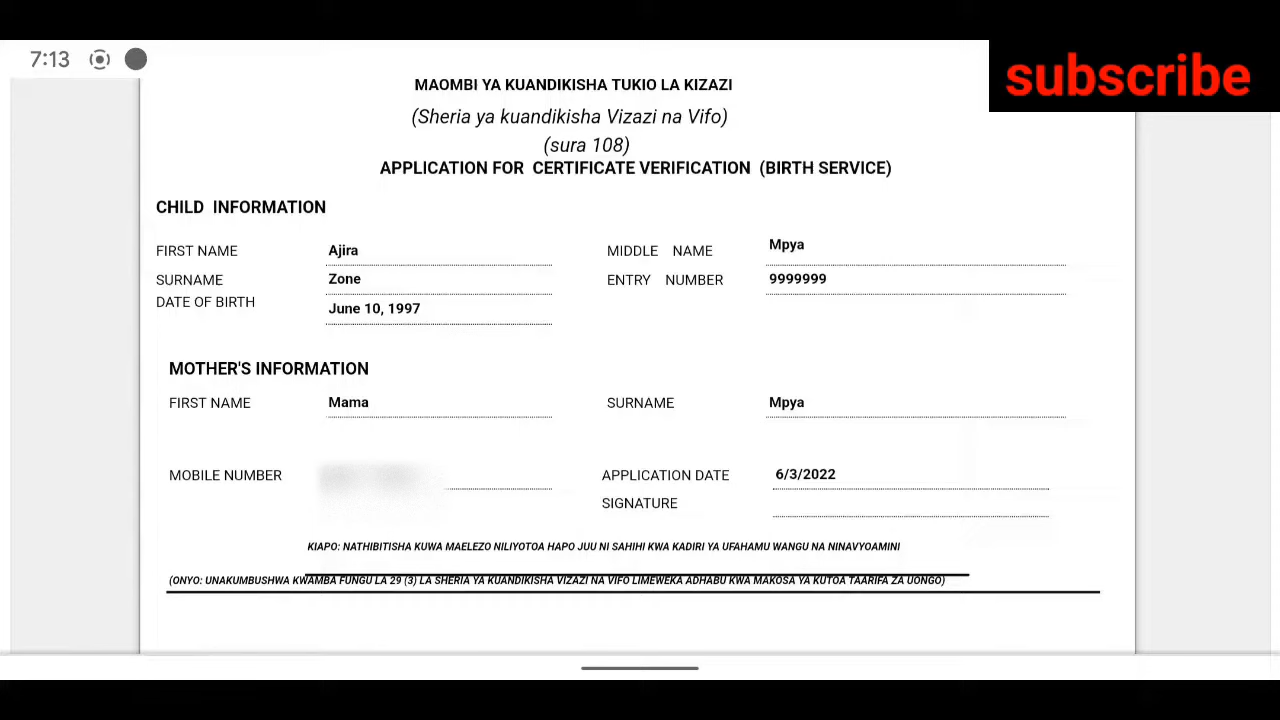 7:13
subscribe
MAOMBI YA KUANDIKISHA TUKIO LA KIZAZI
(Sheria ya kuandikisha Vizazi na Vifo)
(sura 108)
APPLICATION FOR CERTIFICATE VERIFICATION (BIRTH SERVICE)
CHILD INFORMATION
FIRST NAME Ajira MIDDLE NAME Mpya
SURNAME Zone ENTRY NUMBER 9999999
DATE OF BIRTH June 10, 1997
MOTHER'S INFORMATION
FIRST NAME Mama SURNAME Mpya
MOBILE NUMBER APPLICATION DATE 6/3/2022
SIGNATURE
KIAPO: NATHIBITISHA KUWA MAELEZO NILIYOTOA HAPO JUU NI SAHIHI KWA KADIRI YA UFAHAMU WANGU NA NINAVYOAMINI
(ONYO: UNAKUMBUSHWA KWAMBA FUNGU LA 29 (3) LA SHERIA YA KUANDIKISHA VIZAZI NA VIFO LIMEWEKA ADHABU KWA MAKOSA YA KUTOA TAARIFA ZA UONGO)